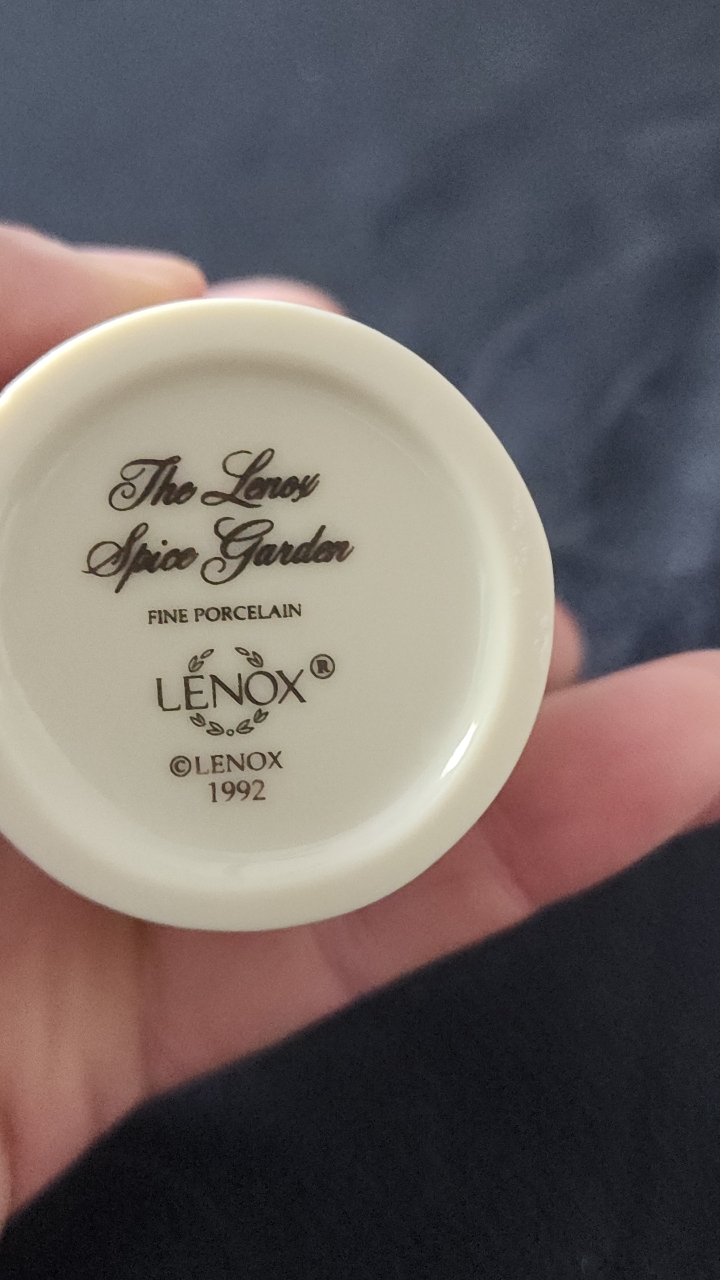 The Lenox
Spice Garden
FINE PORCELAIN
LENOX®
©LENOX
1992